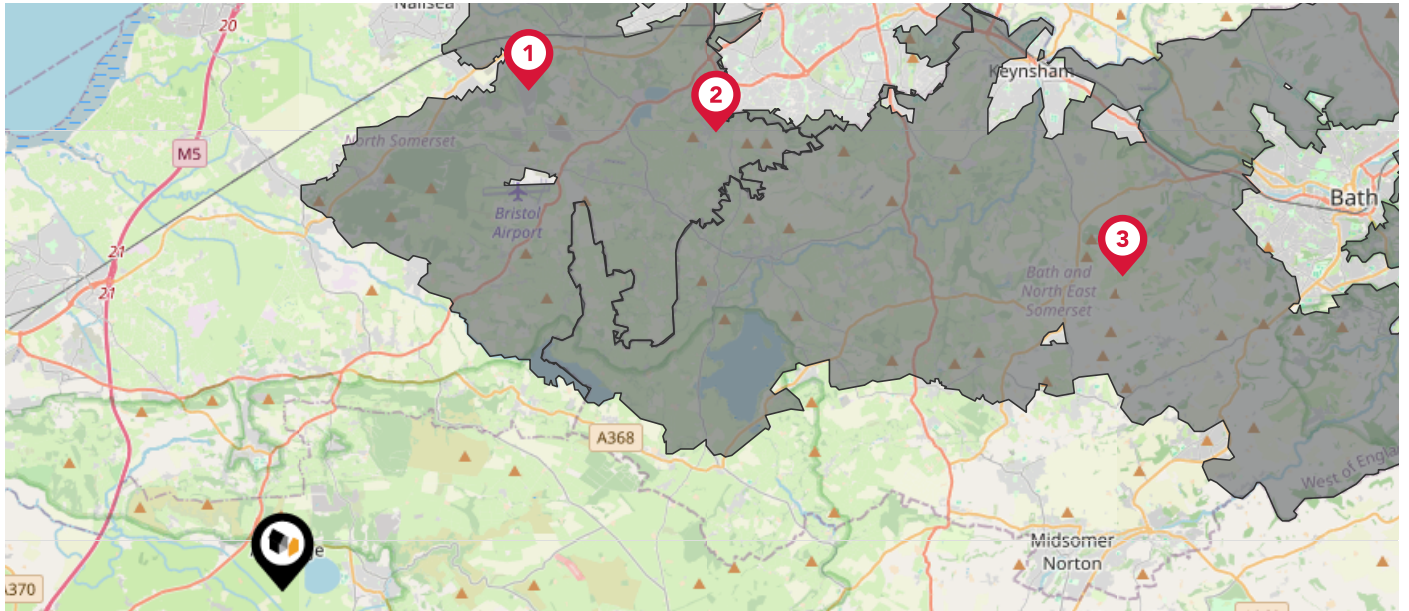 Nailsea
20
1
2
Keynsham
M5
North Somerset
Bristol
Airport
Bath
21
21
3
Bath and
North East
Somerset
A368
West of Engla
Midsomer
Norton
A370